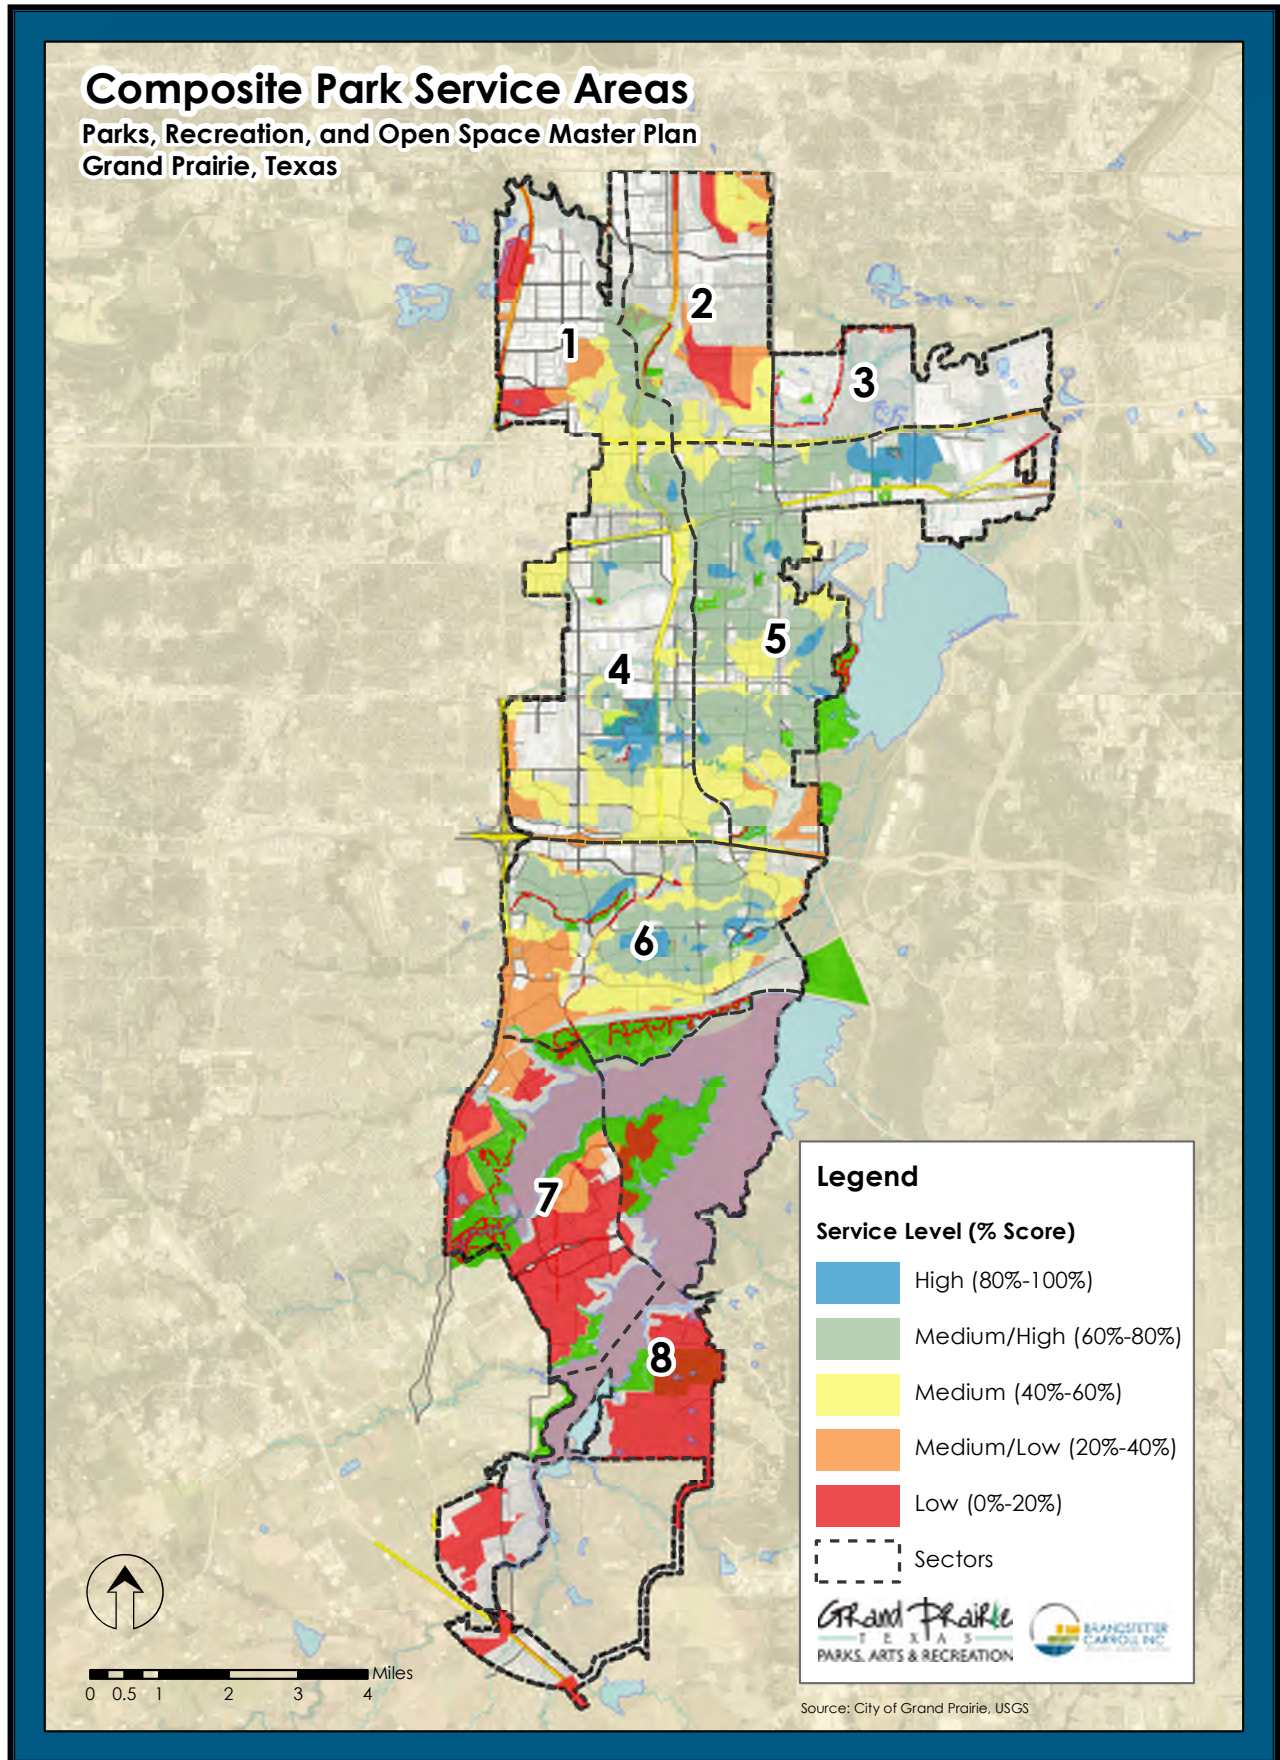 Composite Park Service Areas
Parks, Recreation, and Open Space Master Plan
Grand Prairie, Texas
1
2
3
4
5
6
7
8
Legend
Service Level (% Score)
High (80%-100%)
Medium/High (60%-80%)
Medium (40%-60%)
Medium/Low (20%-40%)
Low (0%-20%)
Sectors
Grand Prairie
TEXAS
PARKS, ARTS & RECREATION
BRANDSTETTER
CARROLL INC
Miles
0 0.5 1 2 3 4
Source: City of Grand Prairie, USGS